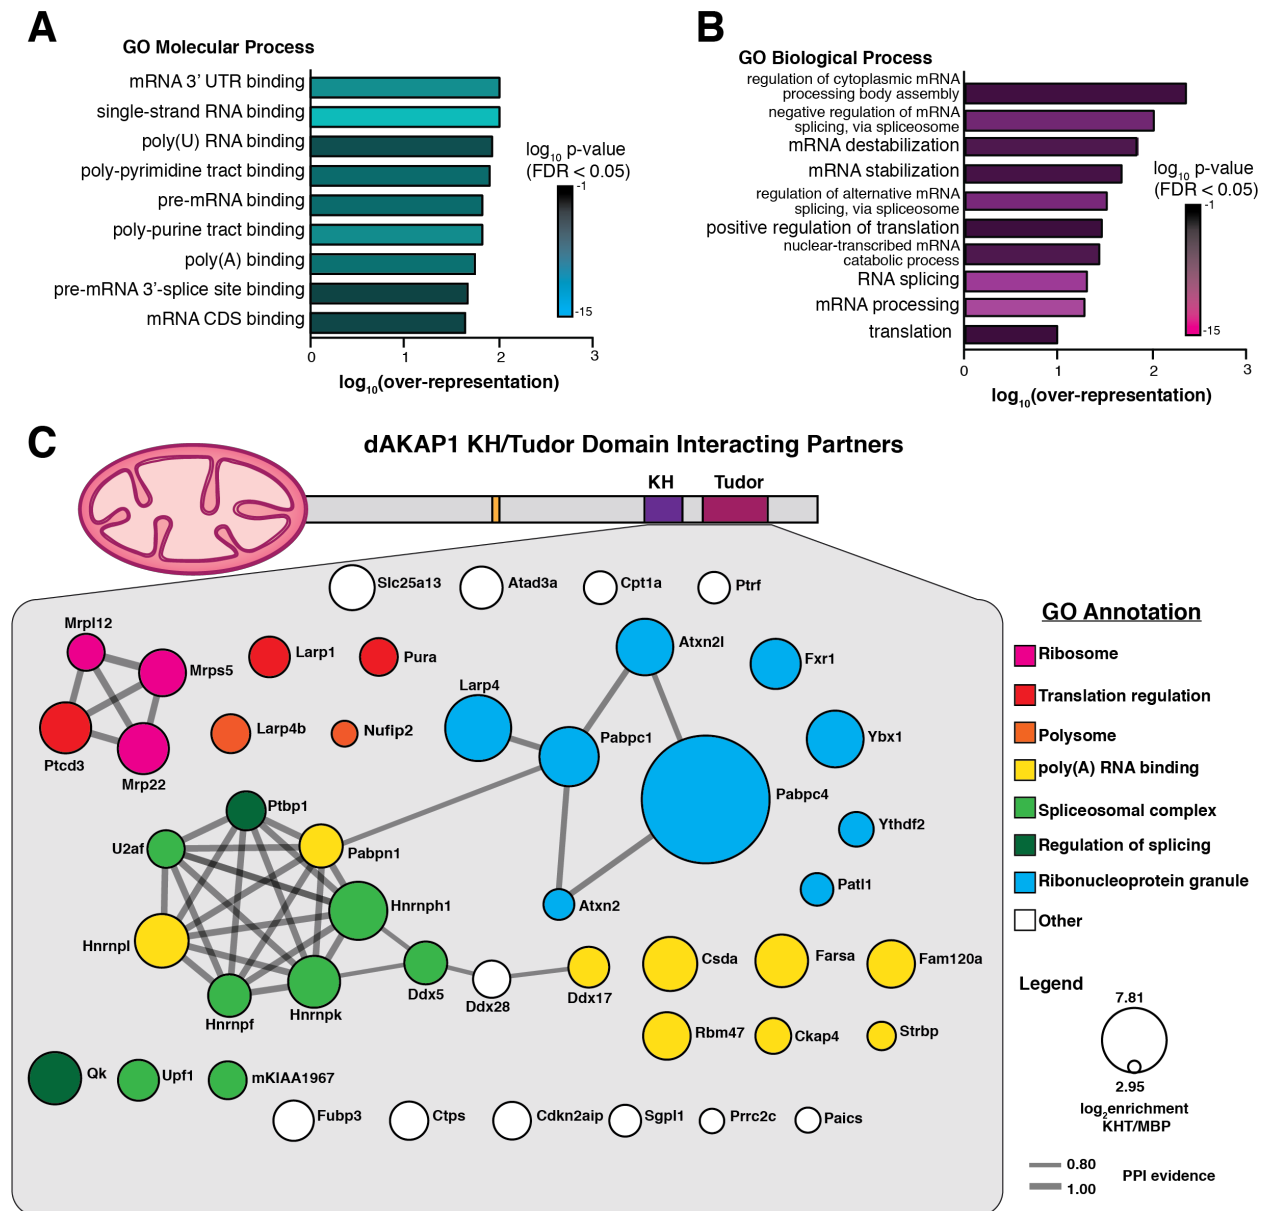 A
GO Molecular Process
mRNA 3' UTR binding
single-strand RNA binding
poly(U) RNA binding
poly-pyrimidine tract binding
pre-mRNA binding
poly-purine tract binding
poly(A) binding
pre-mRNA 3'-splice site binding
mRNA CDS binding
0 1 2 3
log10(over-representation)
log10 p-value
(FDR < 0.05)
-1
-15
B
GO Biological Process
regulation of cytoplasmic mRNA
processing body assembly
negative regulation of mRNA
splicing, via spliceosome
mRNA destabilization
mRNA stabilization
regulation of alternative mRNA
splicing, via spliceosome
positive regulation of translation
nuclear-transcribed mRNA
catabolic process
RNA splicing
mRNA processing
translation
0 1 2 3
log10(over-representation)
log10 p-value
(FDR < 0.05)
-1
-15
C
dAKAP1 KH/Tudor Domain Interacting Partners
KH Tudor
Slc25a13 Atad3a Cpt1a Ptrf
Mrpl12
Mrps5
Ptcd3
Mrp22
Larp1
Pura
Larp4b
Nufip2
Larp4
Atxn2l
Fxr1
Pabpc1
Ybx1
Pabpc4
Ythdf2
Patl1
Atxn2
Ptbp1
U2af
Pabpn1
Hnrnph1
Hnrnpl
Hnrnpf
Hnrnpk
Ddx5
Ddx28
Ddx17
Csda
Farsa
Fam120a
Rbm47
Ckap4
Strbp
Qk
Upf1
mKIAA1967
Fubp3
Ctps
Cdkn2aip
Sgpl1
Prrc2c
Paics
GO Annotation
Ribosome
Translation regulation
Polysome
poly(A) RNA binding
Spliceosomal complex
Regulation of splicing
Ribonucleoprotein granule
Other
Legend
7.81
2.95
log2enrichment
KHT/MBP
0.80
1.00
PPI evidence